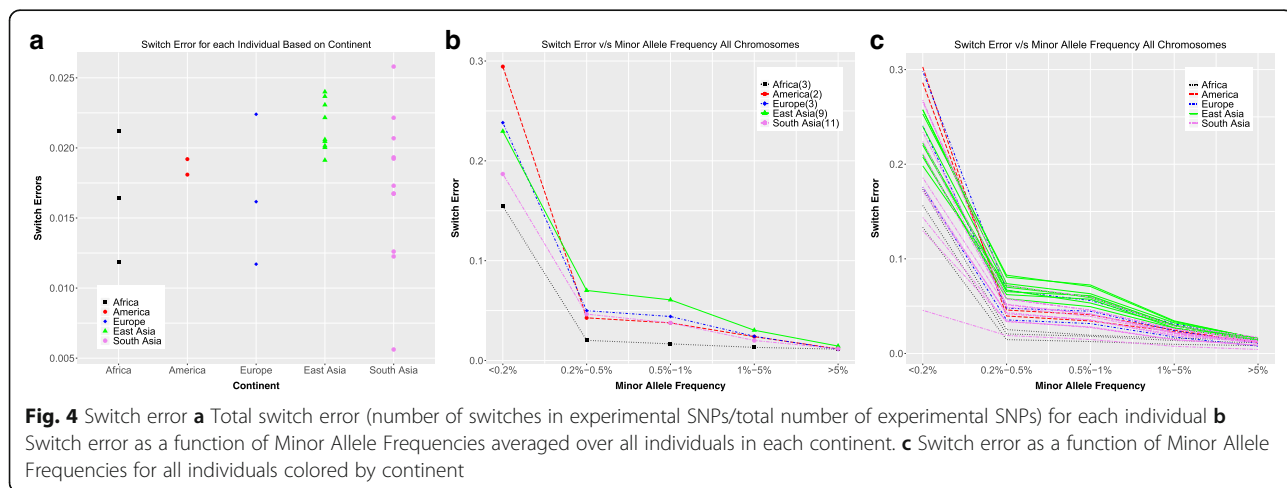 a
Switch Error for each Individual Based on Continent
0.025
0.020
0.015
0.010
0.005
Switch Errors
Africa
America
Europe
East Asia
South Asia
Africa
America
Europe
East Asia
South Asia
Continent
b
Switch Error v/s Minor Allele Frequency All Chromosomes
0.3
0.2
0.1
0.0
Switch Error
Africa(3)
America(2)
Europe(3)
East Asia(9)
South Asia(11)
<0.2%
0.2%−0.5%
0.5%−1%
1%−5%
>5%
Minor Allele Frequency
c
Switch Error v/s Minor Allele Frequency All Chromosomes
0.3
0.2
0.1
0.0
Switch Error
Africa
America
Europe
East Asia
South Asia
<0.2%
0.2%−0.5%
0.5%−1%
1%−5%
>5%
Minor Allele Frequency
Fig. 4 Switch error a Total switch error (number of switches in experimental SNPs/total number of experimental SNPs) for each individual b
Switch error as a function of Minor Allele Frequencies averaged over all individuals in each continent. c Switch error as a function of Minor Allele
Frequencies for all individuals colored by continent